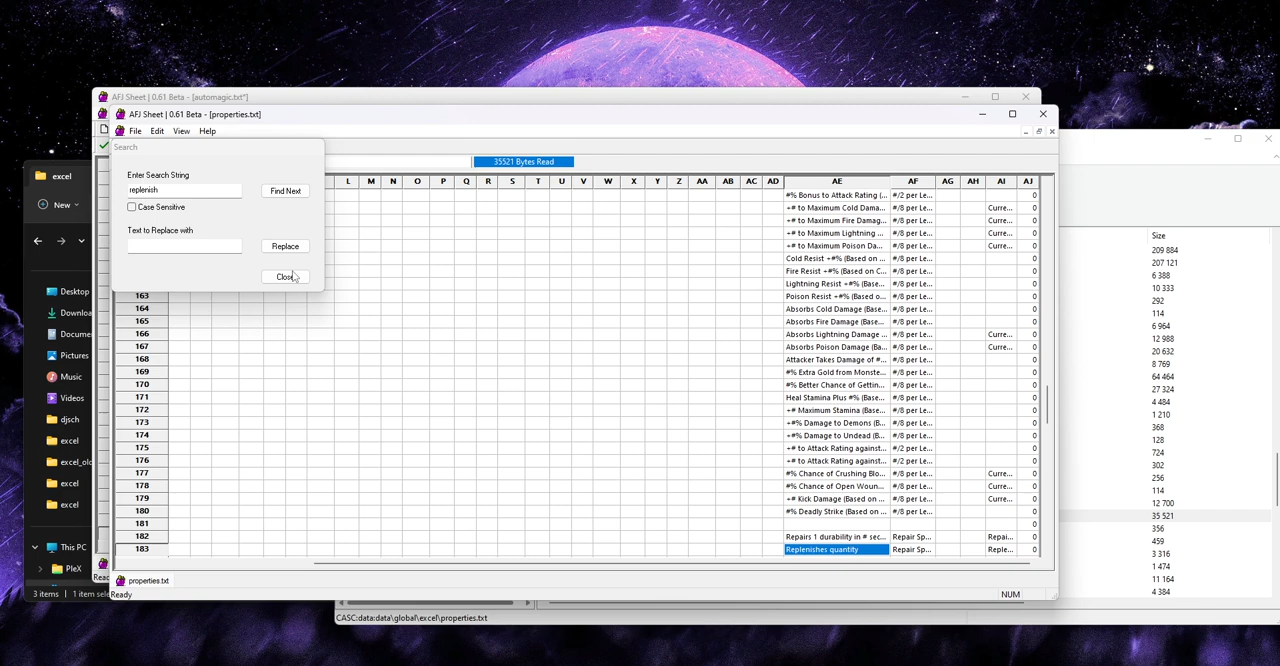 AFJ Sheet | 0.61 Beta - [automagic.txt*]
AFJ Sheet | 0.61 Beta - [properties.txt]
File Edit View Help
Search
Enter Search String
replenish
Find Next
Case Sensitive
Text to Replace with
Replace
Close
35521 Bytes Read
L M N O P Q R S T U V W X Y Z AA AB AC AD AE AF AG AH AI AJ
#% Bonus to Attack Rating (... #/2 per Le... 0
+# to Maximum Cold Dama... #/8 per Le... Curre... 0
+# to Maximum Fire Damag... #/8 per Le... Curre... 0
+# to Maximum Lightning ... #/8 per Le... Curre... 0
+# to Maximum Poison Da... #/8 per Le... Curre... 0
Cold Resist +#% (Based on ... #/8 per Le... 0
Fire Resist +#% (Based on C... #/8 per Le... 0
Lightning Resist +#% (Base... #/8 per Le... 0
163 Poison Resist +#% (Based o... #/8 per Le... 0
164 Absorbs Cold Damage (Bas... #/8 per Le... 0
165 Absorbs Fire Damage (Base... #/8 per Le... 0
166 Absorbs Lightning Damage ... #/8 per Le... Curre... 0
167 Absorbs Poison Damage (Ba... #/8 per Le... Curre... 0
168 Attacker Takes Damage of #... #/8 per Le... 0
169 #% Extra Gold from Monste... #/8 per Le... 0
170 #% Better Chance of Gettin... #/8 per Le... 0
171 Heal Stamina Plus #% (Base... #/8 per Le... 0
172 +# Maximum Stamina (Base... #/8 per Le... 0
173 +#% Damage to Demons (B... #/8 per Le... 0
174 +#% Damage to Undead (B... #/8 per Le... 0
175 +# to Attack Rating against... #/2 per Le... 0
176 +# to Attack Rating against... #/2 per Le... 0
177 #% Chance of Crushing Blo... #/8 per Le... Curre... 0
178 #% Chance of Open Woun... #/8 per Le... Curre... 0
179 +# Kick Damage (Based on ... #/8 per Le... Curre... 0
180 #% Deadly Strike (Based on ... #/8 per Le... 0
181 0
182 Repairs 1 durability in # sec... Repair Sp... Repai... 0
183 Replenishes quantity Repair Sp... Reple... 0
properties.txt
Ready
NUM
excel
New
Desktop
Downloa
Docume
Pictures
Music
Videos
djsch
excel
excel_old
excel
excel
This PC
PleX
3 items | 1 item sele
Read
CASC:data:data\global\excel\properties.txt
Size
209 884
207 121
6 388
10 333
292
114
6 964
12 988
20 632
8 769
64 464
27 324
4 484
1 210
368
128
724
302
256
114
12 700
35 521
356
459
3 316
1 474
11 164
4 384